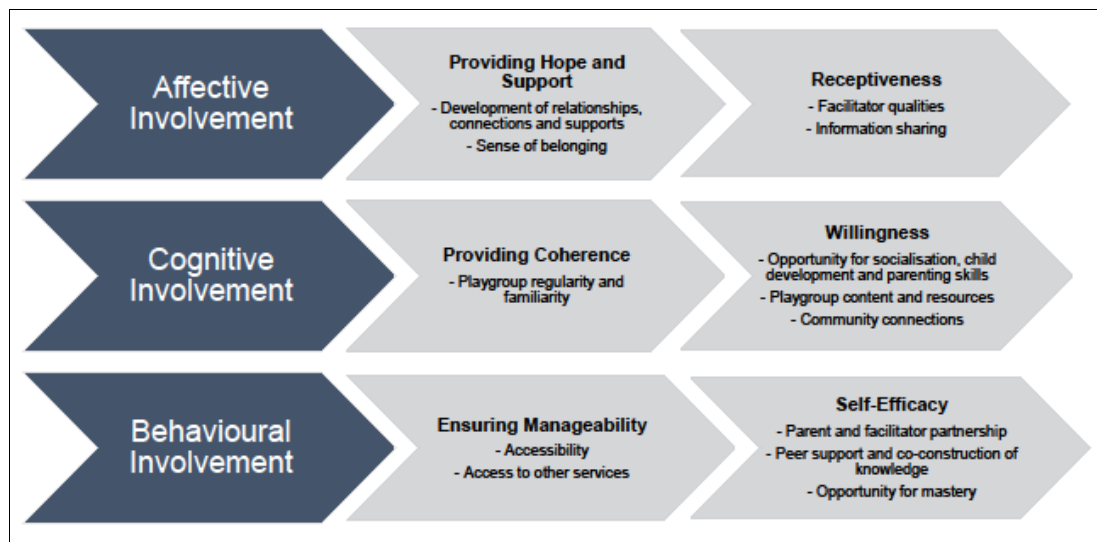 Affective
Involvement
Providing Hope and
Support
- Development of relationships,
connections and supports
- Sense of belonging
Receptiveness
- Facilitator qualities
- Information sharing
Cognitive
Involvement
Providing Coherence
- Playgroup regularity and
familiarity
Willingness
- Opportunity for socialisation, child
development and parenting skills
- Playgroup content and resources
- Community connections
Behavioural
Involvement
Ensuring Manageability
- Accessibility
- Access to other services
Self-Efficacy
- Parent and facilitator partnership
- Peer support and co-construction of
knowledge
- Opportunity for mastery